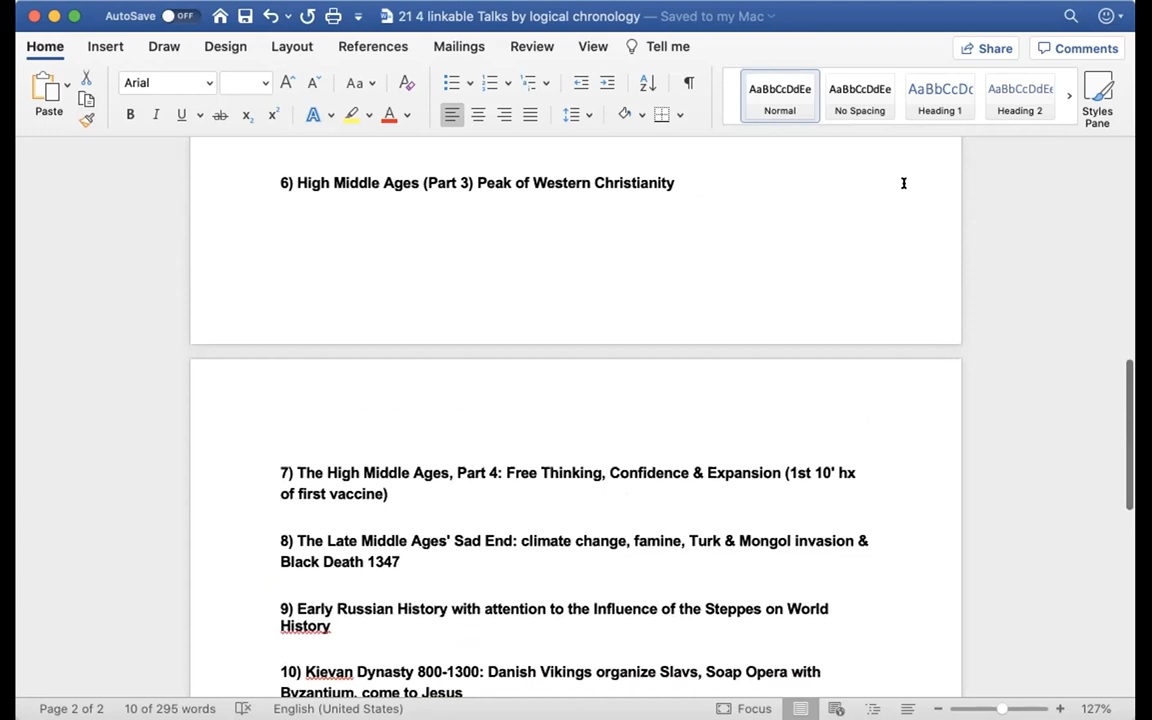 AutoSave OFF 21 4 linkable Talks by logical chronology — Saved to my Mac
Home Insert Draw Design Layout References Mailings Review View Tell me Share Comments
Paste Arial Aa A A AaBbCcDdEe Normal AaBbCcDdEe No Spacing AaBbCcDc Heading 1 AaBbCcDdEe Heading 2 Styles Pane
6) High Middle Ages (Part 3) Peak of Western Christianity
7) The High Middle Ages, Part 4: Free Thinking, Confidence & Expansion (1st 10' hx
of first vaccine)
8) The Late Middle Ages' Sad End: climate change, famine, Turk & Mongol invasion &
Black Death 1347
9) Early Russian History with attention to the Influence of the Steppes on World
History
10) Kievan Dynasty 800-1300: Danish Vikings organize Slavs, Soap Opera with
Byzantium, come to Jesus
Page 2 of 2 10 of 295 words English (United States) Focus 127%